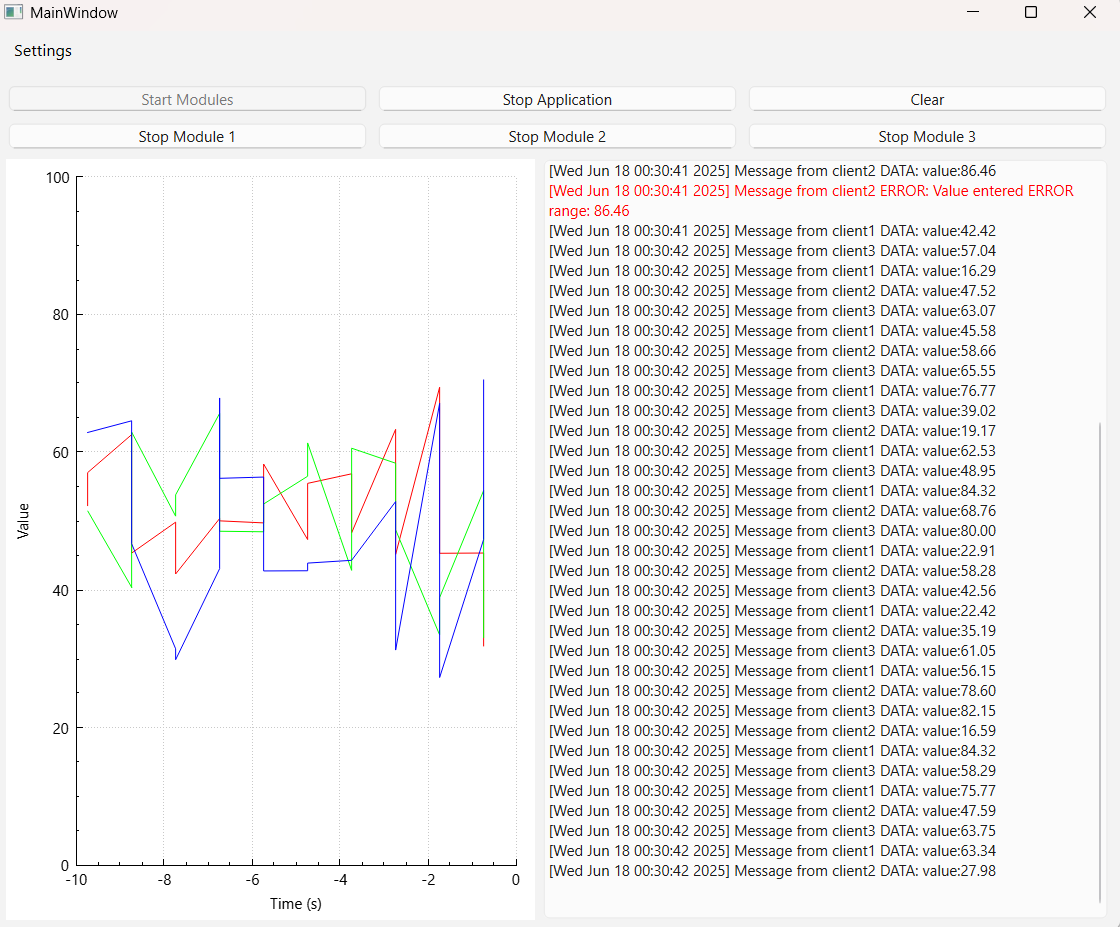 MainWindow
Settings
Start Modules
Stop Application
Clear
Stop Module 1
Stop Module 2
Stop Module 3
100
80
60
40
20
0
-10
-8
-6
-4
-2
0
Value
Time (s)
[Wed Jun 18 00:30:41 2025] Message from client2 DATA: value:86.46
[Wed Jun 18 00:30:41 2025] Message from client2 ERROR: Value entered ERROR
range: 86.46
[Wed Jun 18 00:30:41 2025] Message from client1 DATA: value:42.42
[Wed Jun 18 00:30:42 2025] Message from client3 DATA: value:57.04
[Wed Jun 18 00:30:42 2025] Message from client1 DATA: value:16.29
[Wed Jun 18 00:30:42 2025] Message from client2 DATA: value:47.52
[Wed Jun 18 00:30:42 2025] Message from client3 DATA: value:63.07
[Wed Jun 18 00:30:42 2025] Message from client1 DATA: value:45.58
[Wed Jun 18 00:30:42 2025] Message from client2 DATA: value:58.66
[Wed Jun 18 00:30:42 2025] Message from client3 DATA: value:65.55
[Wed Jun 18 00:30:42 2025] Message from client1 DATA: value:76.77
[Wed Jun 18 00:30:42 2025] Message from client3 DATA: value:39.02
[Wed Jun 18 00:30:42 2025] Message from client2 DATA: value:19.17
[Wed Jun 18 00:30:42 2025] Message from client1 DATA: value:62.53
[Wed Jun 18 00:30:42 2025] Message from client3 DATA: value:48.95
[Wed Jun 18 00:30:42 2025] Message from client1 DATA: value:84.32
[Wed Jun 18 00:30:42 2025] Message from client2 DATA: value:68.76
[Wed Jun 18 00:30:42 2025] Message from client3 DATA: value:80.00
[Wed Jun 18 00:30:42 2025] Message from client1 DATA: value:22.91
[Wed Jun 18 00:30:42 2025] Message from client2 DATA: value:58.28
[Wed Jun 18 00:30:42 2025] Message from client3 DATA: value:42.56
[Wed Jun 18 00:30:42 2025] Message from client1 DATA: value:22.42
[Wed Jun 18 00:30:42 2025] Message from client2 DATA: value:35.19
[Wed Jun 18 00:30:42 2025] Message from client3 DATA: value:61.05
[Wed Jun 18 00:30:42 2025] Message from client1 DATA: value:56.15
[Wed Jun 18 00:30:42 2025] Message from client2 DATA: value:78.60
[Wed Jun 18 00:30:42 2025] Message from client3 DATA: value:82.15
[Wed Jun 18 00:30:42 2025] Message from client2 DATA: value:16.59
[Wed Jun 18 00:30:42 2025] Message from client1 DATA: value:84.32
[Wed Jun 18 00:30:42 2025] Message from client3 DATA: value:58.29
[Wed Jun 18 00:30:42 2025] Message from client1 DATA: value:75.77
[Wed Jun 18 00:30:42 2025] Message from client2 DATA: value:47.59
[Wed Jun 18 00:30:42 2025] Message from client3 DATA: value:63.75
[Wed Jun 18 00:30:42 2025] Message from client1 DATA: value:63.34
[Wed Jun 18 00:30:42 2025] Message from client2 DATA: value:27.98